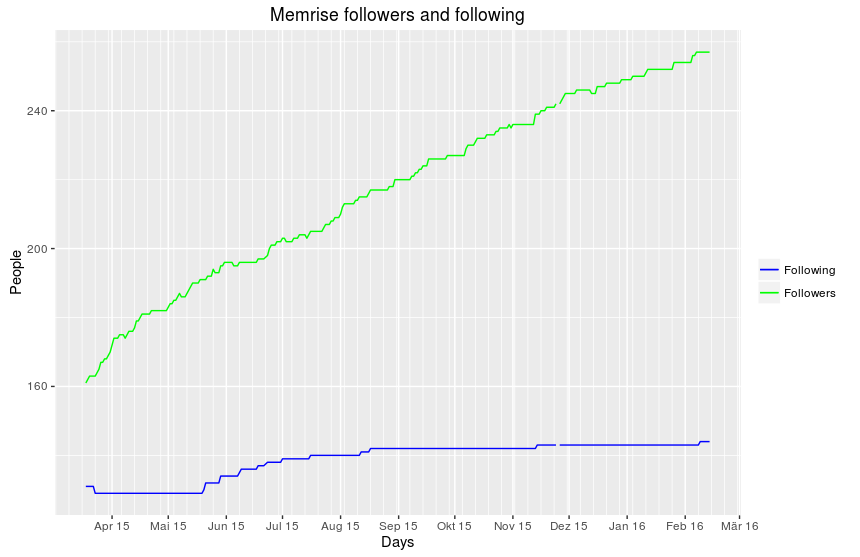 Memrise followers and following
People
240
200
160
Apr 15 Mai 15 Jun 15 Jul 15 Aug 15 Sep 15 Okt 15 Nov 15 Dez 15 Jan 16 Feb 16 Mär 16
Days
Following
Followers